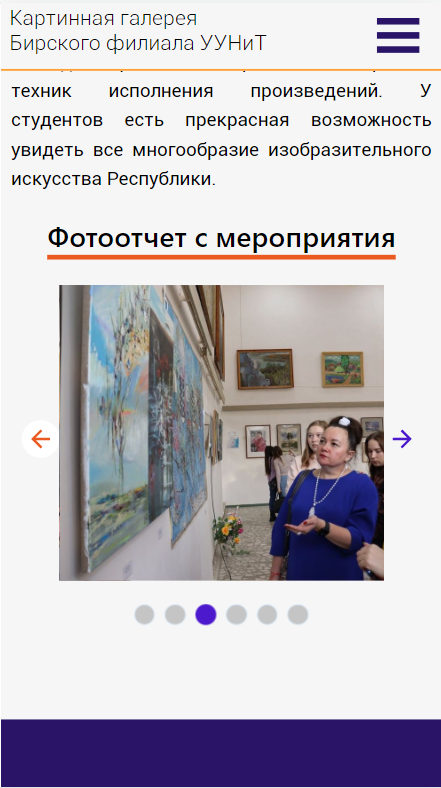 Картинная галерея
Бирского филиала УУНиТ
техник исполнения произведений. У
студентов есть прекрасная возможность
увидеть все многообразие изобразительного
искусства Республики.
Фотоотчет с мероприятия